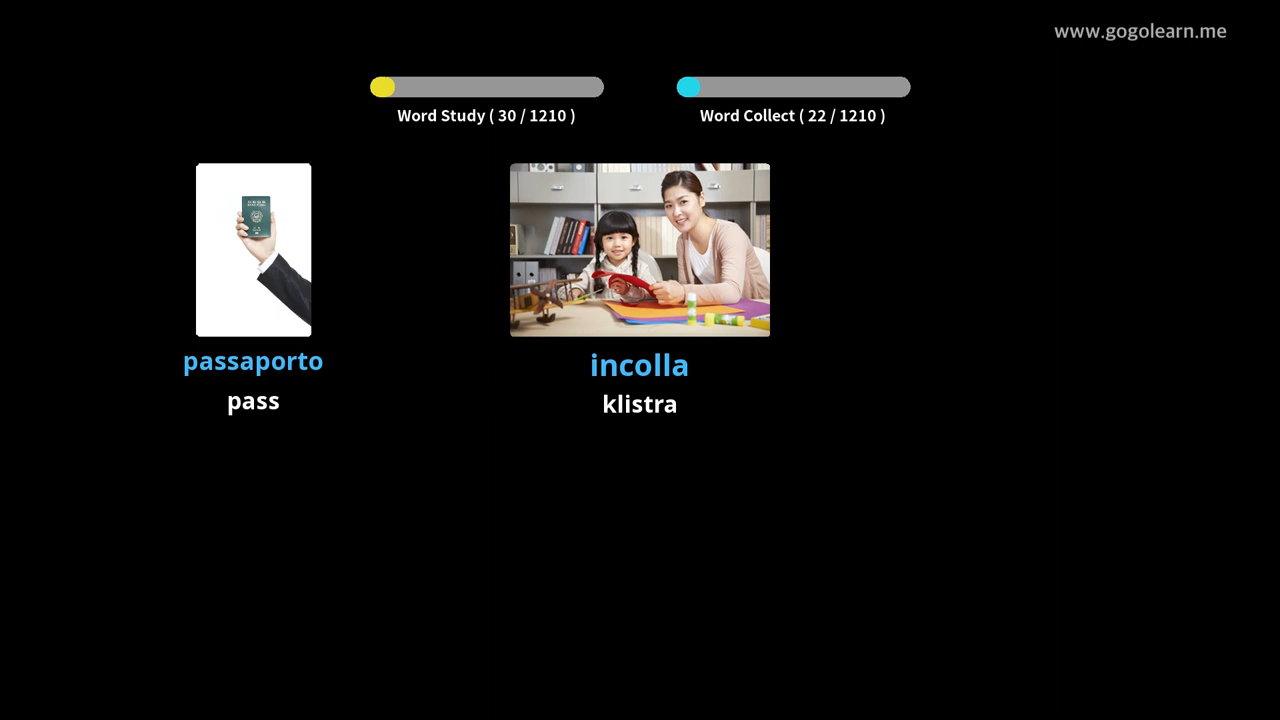 www.gogolearn.me
Word Study ( 30 / 1210 )
Word Collect ( 22 / 1210 )
passaporto
pass
incolla
klistra